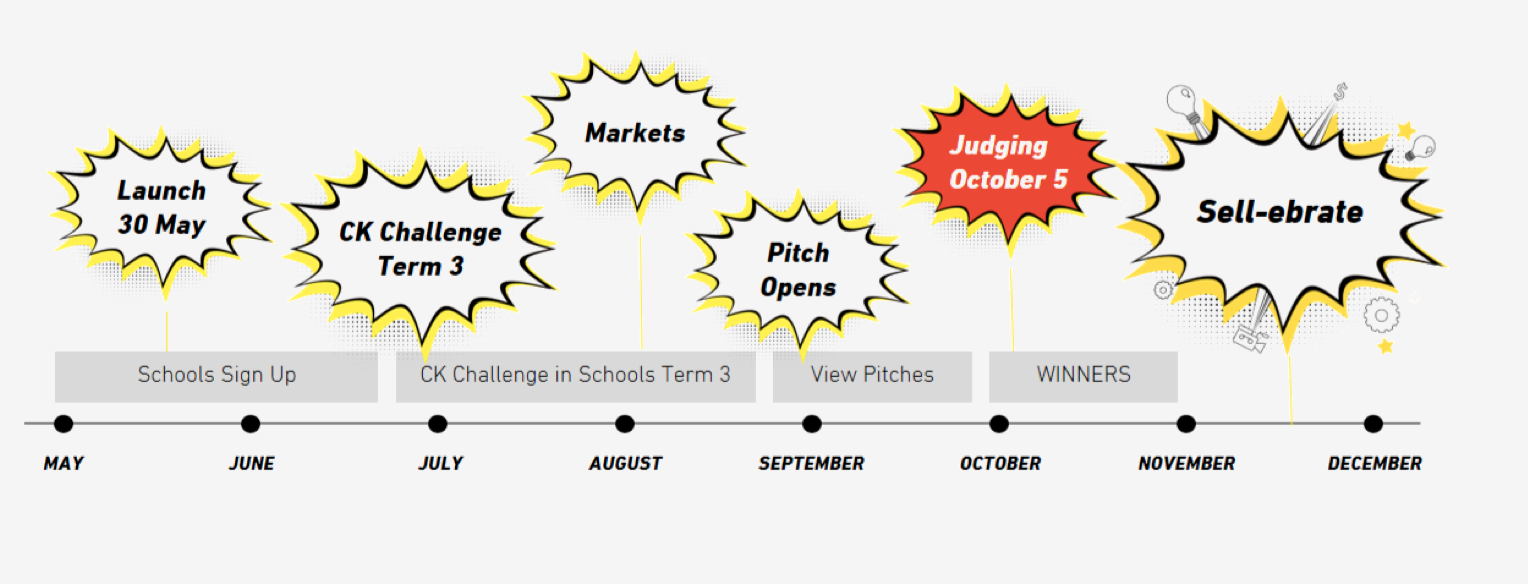 Launch
30 May
CK Challenge
Term 3
Markets
Pitch
Opens
Judging
October 5
Sell-ebrate
$
Schools Sign Up
CK Challenge in Schools Term 3
View Pitches
WINNERS
MAY
JUNE
JULY
AUGUST
SEPTEMBER
OCTOBER
NOVEMBER
DECEMBER